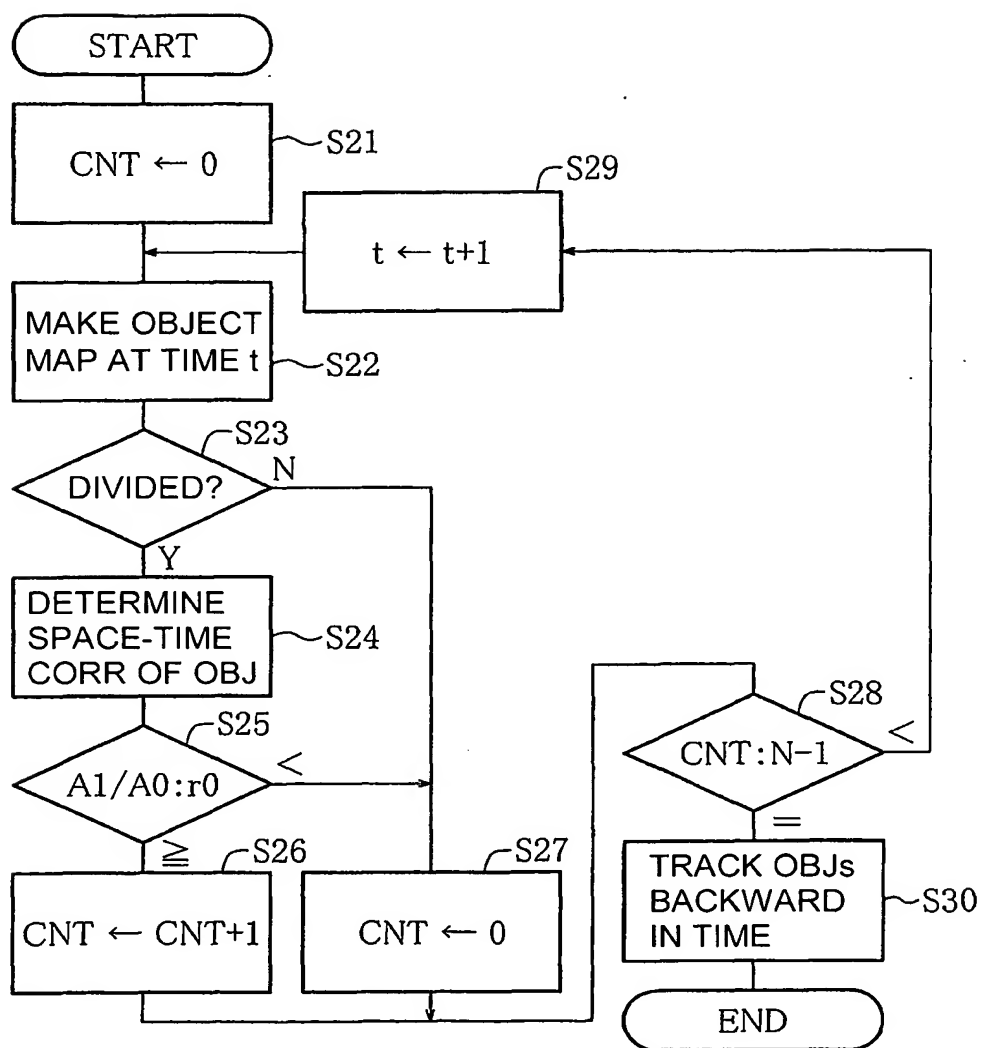 START
CNT ← 0
S21
S29
t ← t+1
MAKE OBJECT
MAP AT TIME t
S22
S23
DIVIDED?
N
Y
DETERMINE
SPACE-TIME
CORR OF OBJ
S24
S25
A1/A0:r0
<
≧
S26
CNT ← CNT+1
S27
CNT ← 0
S28
CNT:N-1
<
=
TRACK OBJs
BACKWARD
IN TIME
S30
END